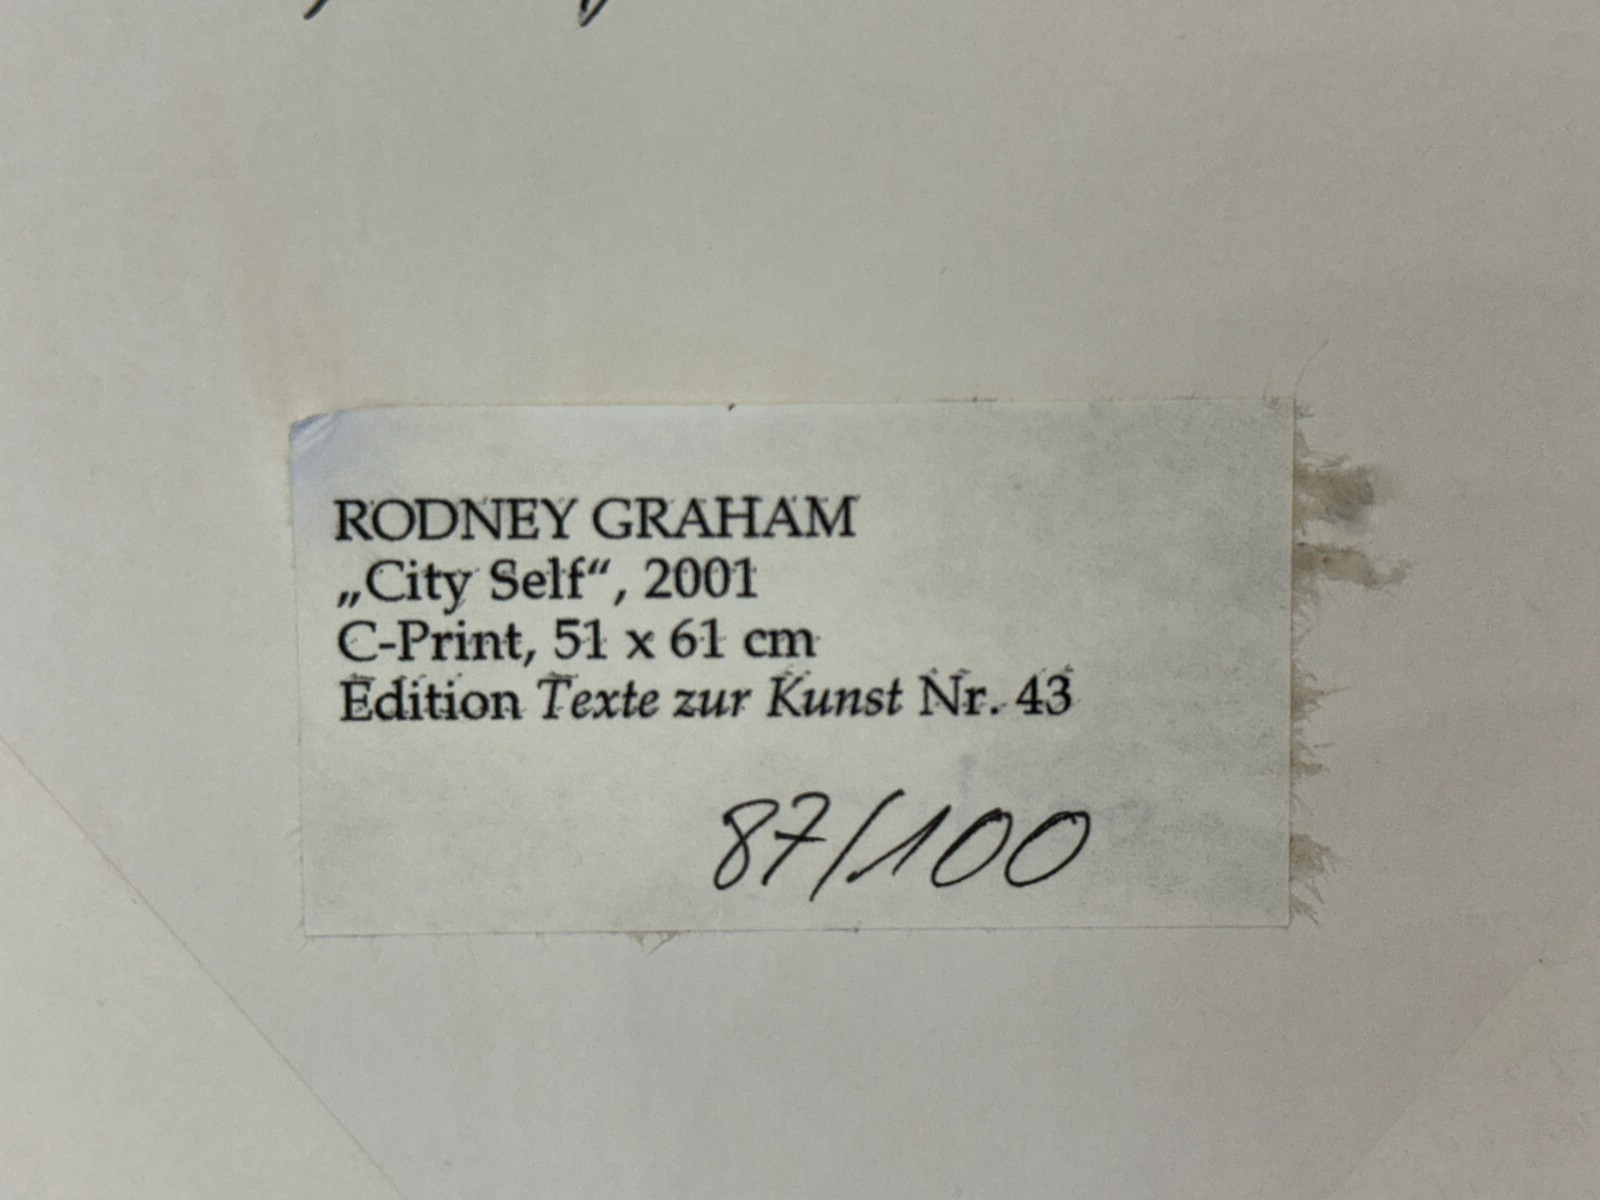 RODNEY GRAHAM
„City Self“, 2001
C-Print, 51 x 61 cm
Edition Texte zur Kunst Nr. 43
87/100